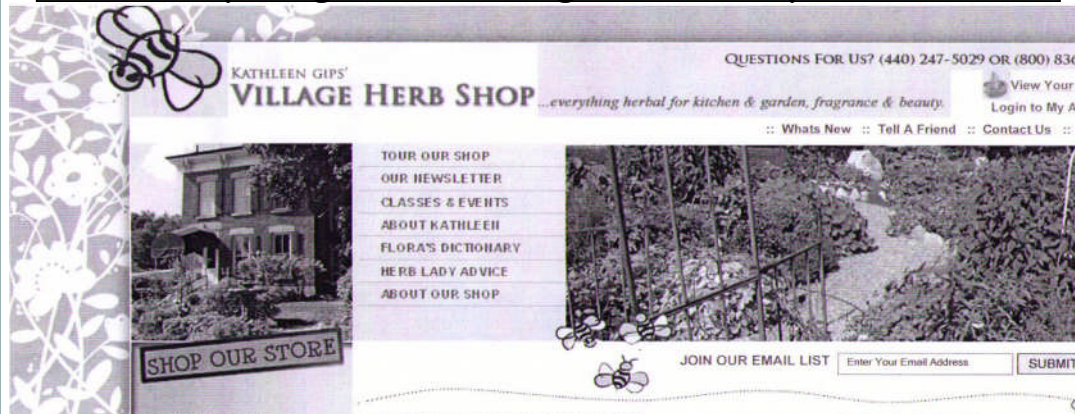 QUESTIONS FOR US? (440) 247-5029 OR (800) 836
KATHLEEN GIPS'
VILLAGE HERB SHOP ...everything herbal for kitchen & garden, fragrance & beauty.
View Your
Login to My A
:: Whats New :: Tell A Friend :: Contact Us ::
TOUR OUR SHOP
OUR NEWSLETTER
CLASSES & EVENTS
ABOUT KATHLEEN
FLORA'S DICTIONARY
HERB LADY ADVICE
ABOUT OUR SHOP
SHOP OUR STORE
JOIN OUR EMAIL LIST Enter Your Email Address SUBMIT